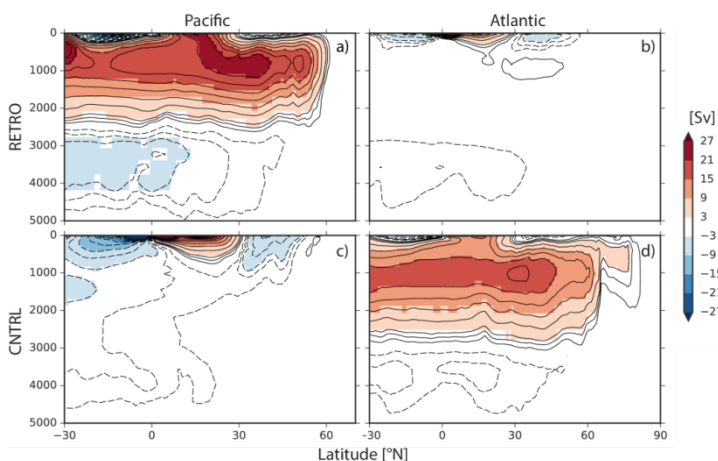 Pacific Atlantic
0 a) b)
1000
2000
3000
4000
5000
RETRO
0 c) d)
1000
2000
3000
4000
5000
CNTRL
-30 0 30 60 -30 0 30 60 90
Latitude [°N]
[Sv]
27
21
15
9
3
−3
−9
−15
−21
−27